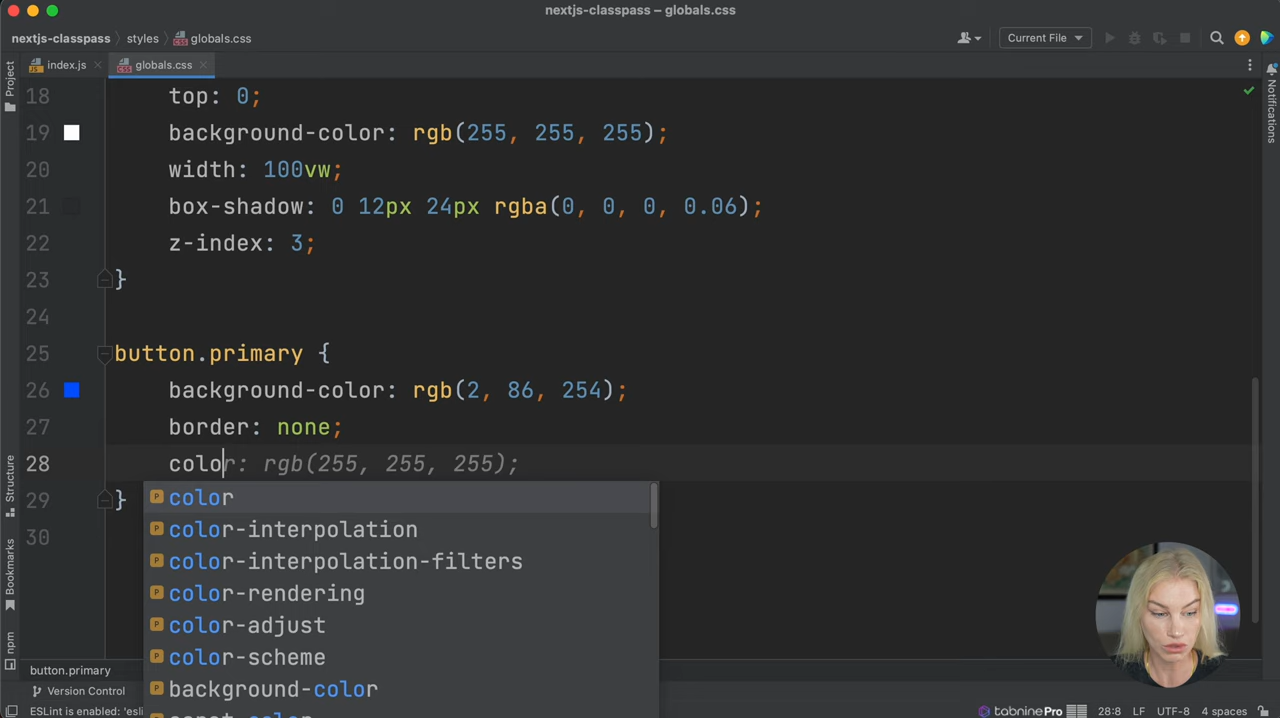 nextjs-classpass – globals.css
nextjs-classpass styles globals.css Current File
index.js globals.css
Project
Notifications
18 top: 0;
19 background-color: rgb(255, 255, 255);
20 width: 100vw;
21 box-shadow: 0 12px 24px rgba(0, 0, 0, 0.06);
22 z-index: 3;
23 }
24
25 button.primary {
26 background-color: rgb(2, 86, 254);
27 border: none;
28 color: rgb(255, 255, 255);
29 }
30
color
color-interpolation
color-interpolation-filters
color-rendering
color-adjust
color-scheme
background-color
Structure
Bookmarks
npm
button.primary
Version Control
ESLint is enabled: 'esli
tabnine Pro 28:8 LF UTF-8 4 spaces